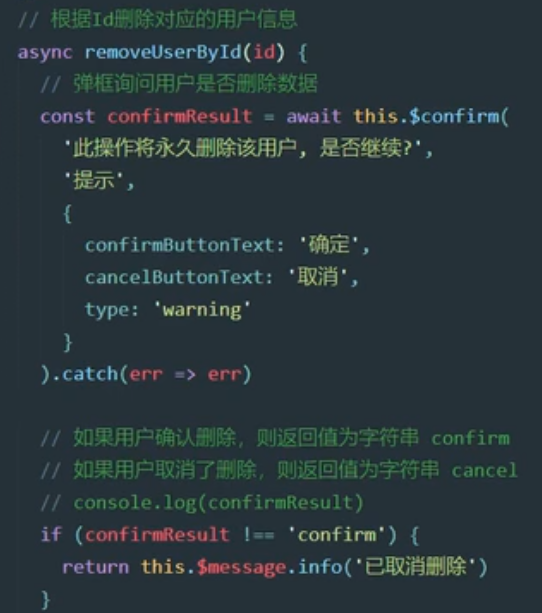 // 根据Id删除对应的用户信息
async removeUserById(id) {
// 弹框询问用户是否删除数据
const confirmResult = await this.$confirm(
'此操作将永久删除该用户, 是否继续?',
'提示',
{
confirmButtonText: '确定',
cancelButtonText: '取消',
type: 'warning'
}
).catch(err => err)
// 如果用户确认删除，则返回值为字符串 confirm
// 如果用户取消了删除，则返回值为字符串 cancel
// console.log(confirmResult)
if (confirmResult !== 'confirm') {
return this.$message.info('已取消删除')
}